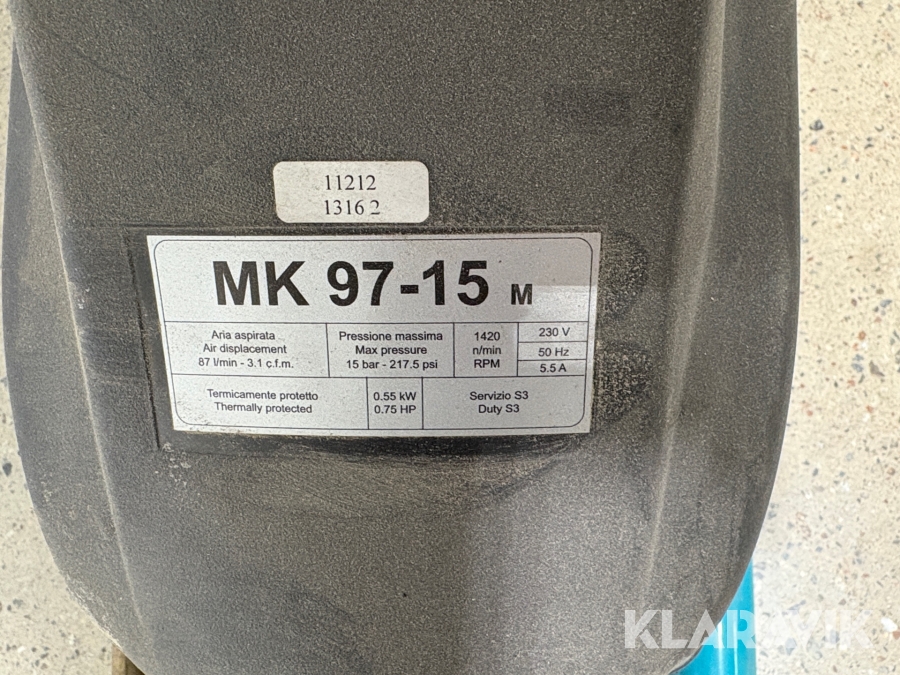 11212
1316 2
MK 97-15 M
Aria aspirata
Air displacement
87 l/min - 3.1 c.f.m.
Pressione massima
Max pressure
15 bar - 217.5 psi
1420
n/min
RPM
230 V
50 Hz
5.5 A
Termicamente protetto
Thermally protected
0.55 kW
0.75 HP
Servizio S3
Duty S3
KLARAVIK